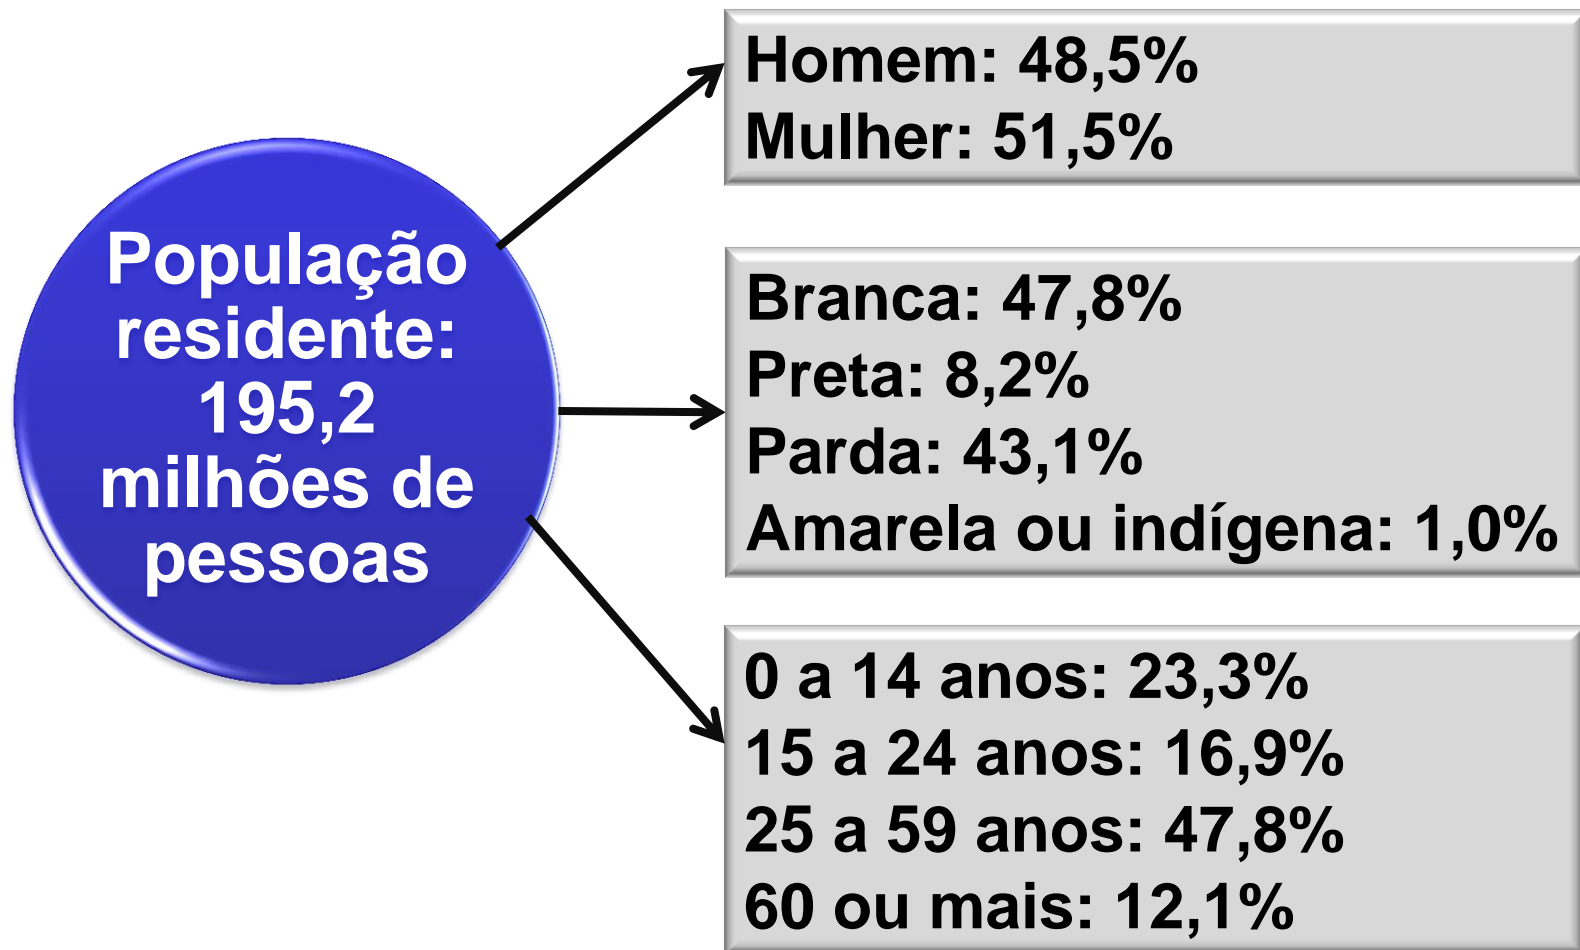 População
residente:
195,2
milhões de
pessoas
Homem: 48,5%
Mulher: 51,5%
Branca: 47,8%
Preta: 8,2%
Parda: 43,1%
Amarela ou indígena: 1,0%
0 a 14 anos: 23,3%
15 a 24 anos: 16,9%
25 a 59 anos: 47,8%
60 ou mais: 12,1%